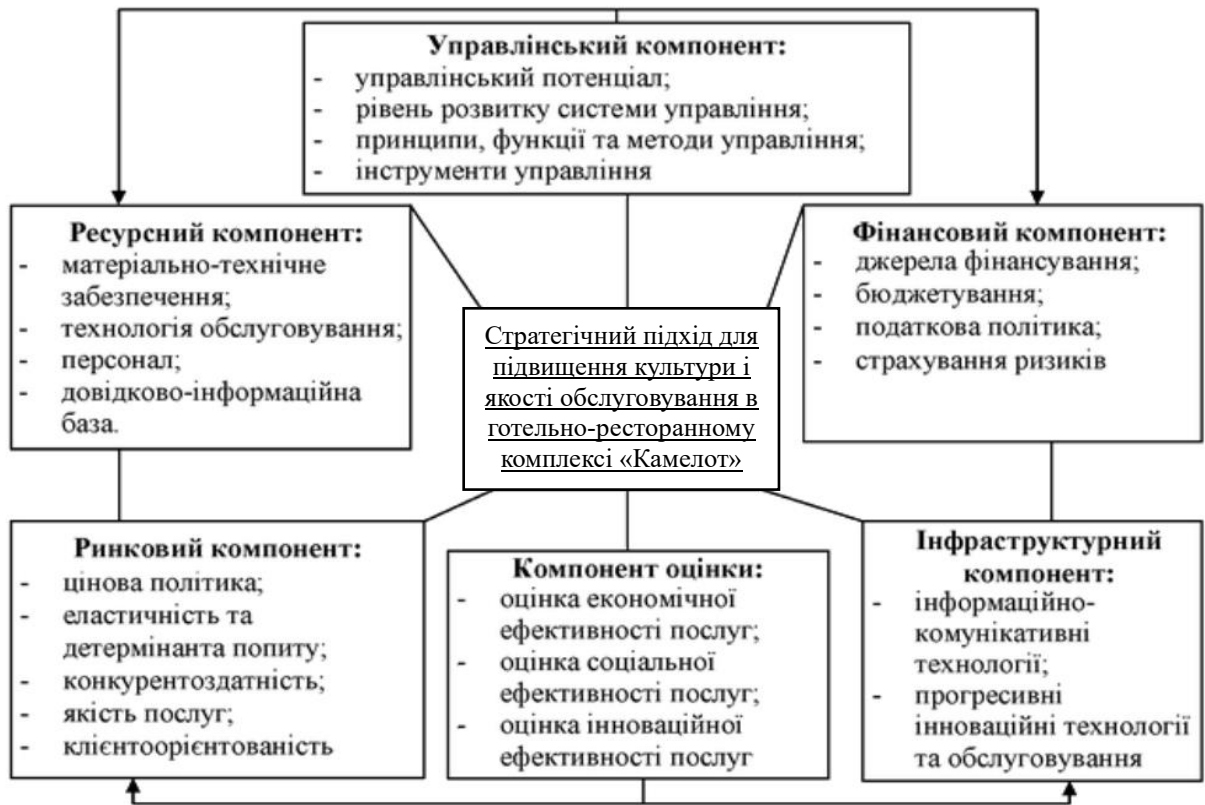 Управлінський компонент:
- управлінський потенціал;
- рівень розвитку системи управління;
- принципи, функції та методи управління;
- інструменти управління
Ресурсний компонент:
- матеріально-технічне
забезпечення;
- технологія обслуговування;
- персонал;
- довідково-інформаційна
база.
Стратегічний підхід для
підвищення культури і
якості обслуговування в
готельно-ресторанному
комплексі «Камелот»
Фінансовий компонент:
- джерела фінансування;
- бюджетування;
- податкова політика;
- страхування ризиків
Ринковий компонент:
- цінова політика;
- еластичність та
детермінанта попиту;
- конкурентоздатність;
- якість послуг;
- клієнтоорієнтованість
Компонент оцінки:
- оцінка економічної
ефективності послуг;
- оцінка соціальної
ефективності послуг;
- оцінка інноваційної
ефективності послуг
Інфраструктурний
компонент:
- інформаційно-
комунікативні
технології;
- прогресивні
інноваційні технології
та обслуговування